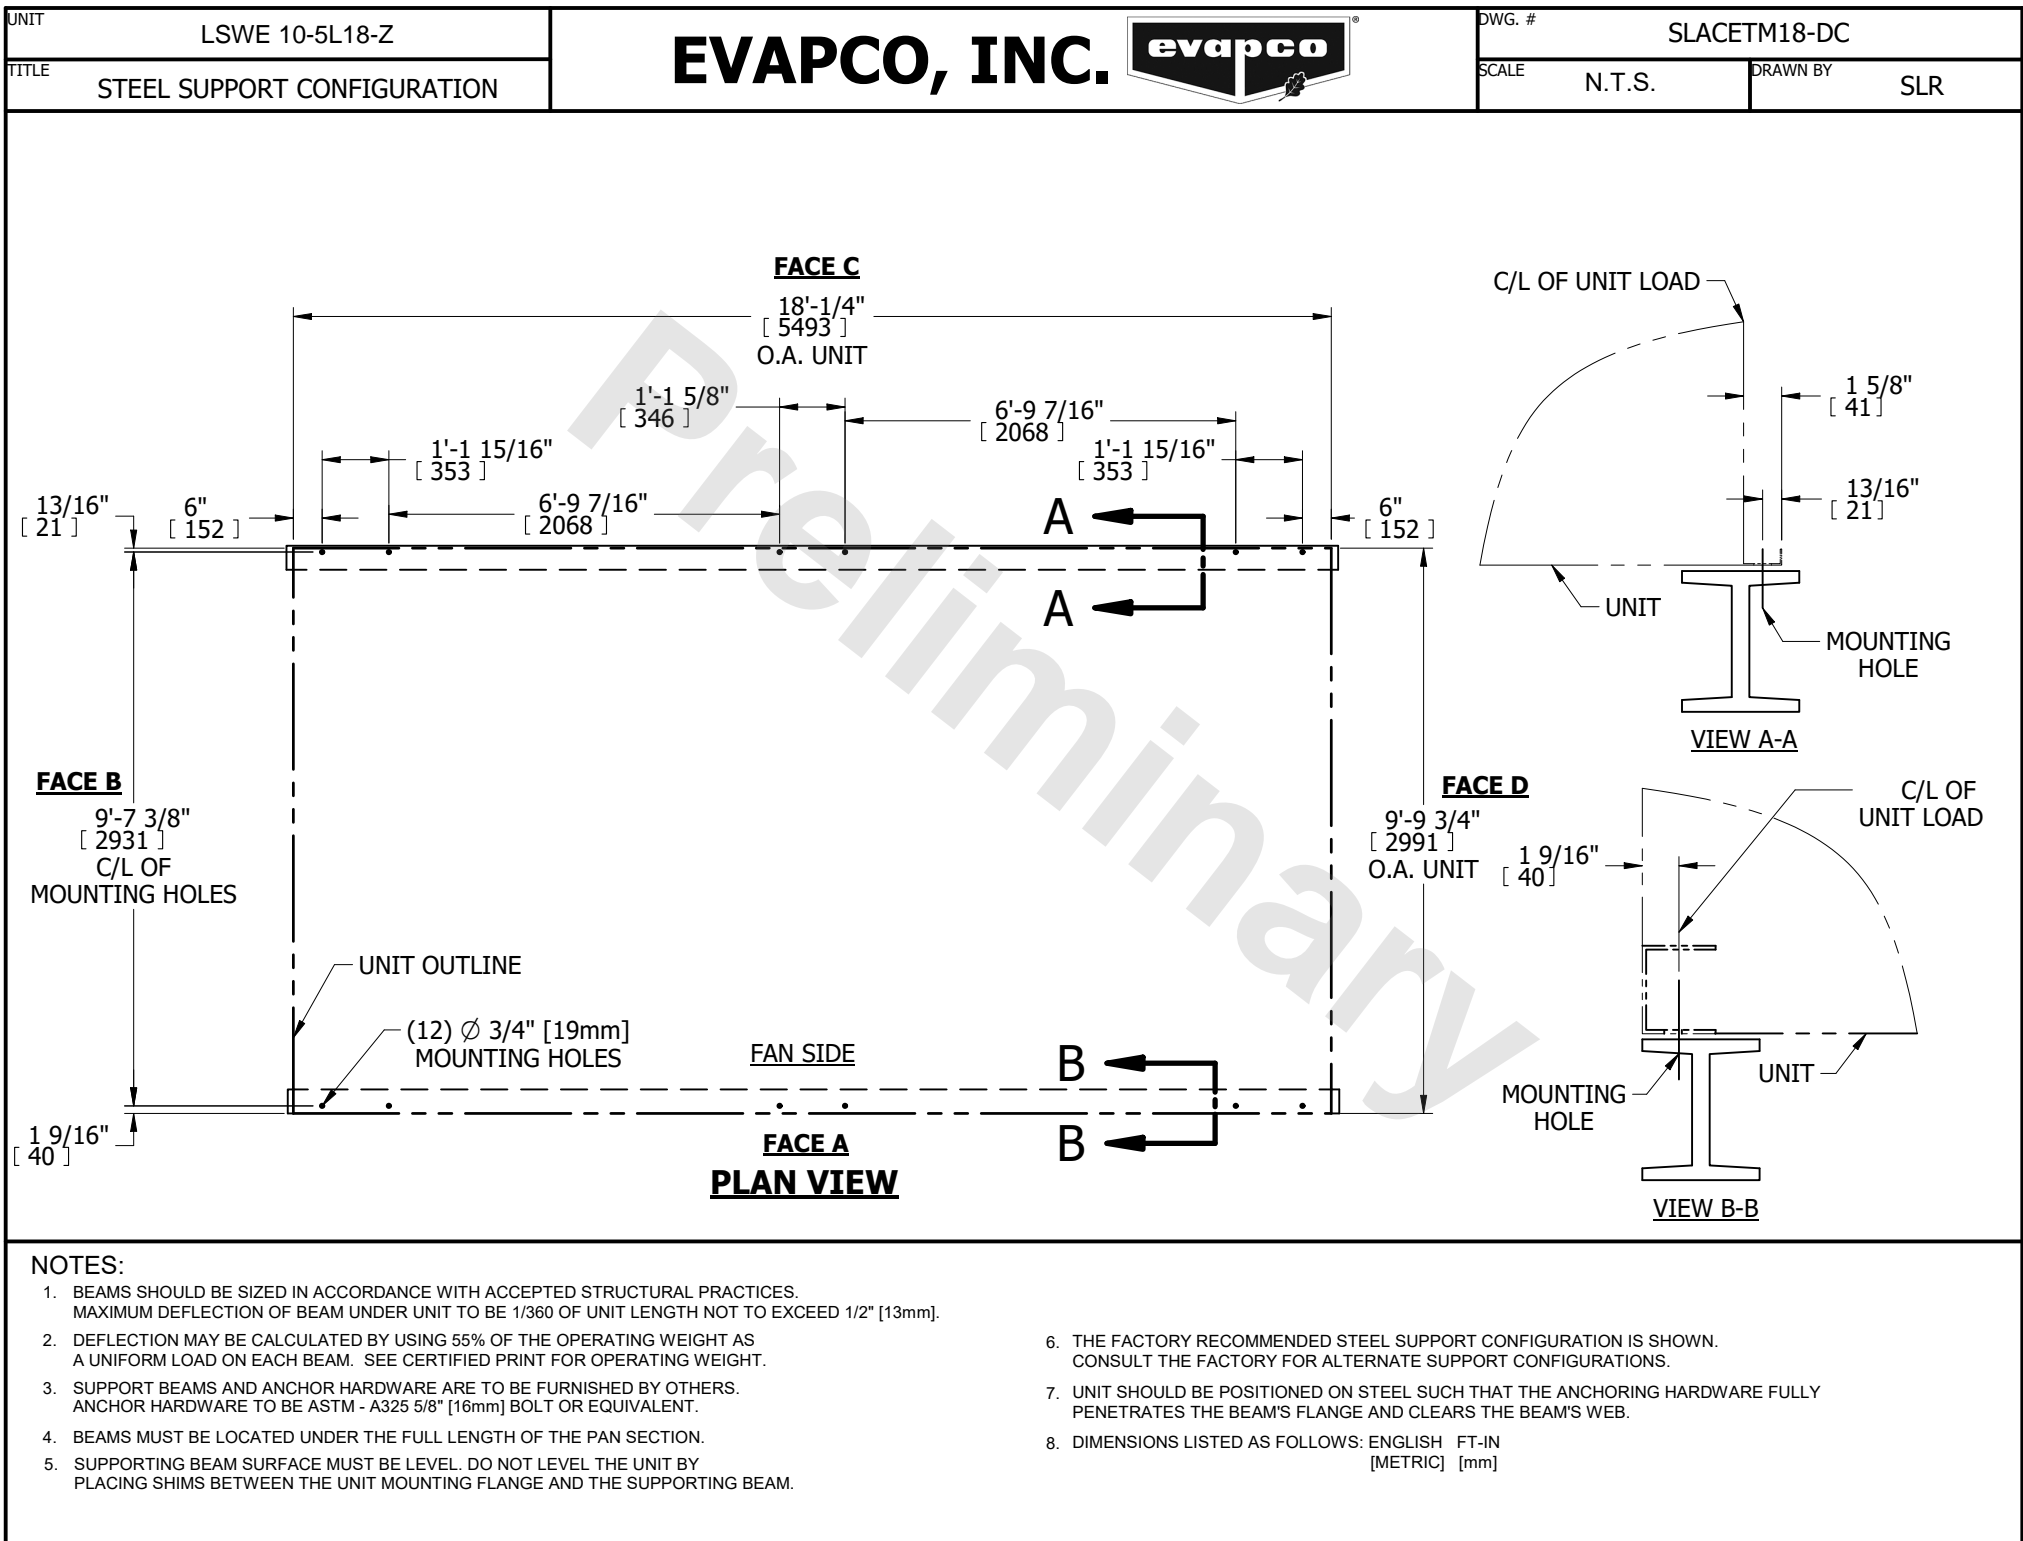 UNIT
LSWE 10-5L18-Z
TITLE
STEEL SUPPORT CONFIGURATION
EVAPCO, INC.
evapco
®
DWG. #
SLACETM18-DC
SCALE
N.T.S.
DRAWN BY
SLR
FACE C
18'-1/4"
[ 5493 ]
O.A. UNIT
1'-1 5/8"
[ 346 ]
6'-9 7/16"
[ 2068 ]
1'-1 15/16"
[ 353 ]
1'-1 15/16"
[ 353 ]
13/16"
[ 21 ]
6"
[ 152 ]
6'-9 7/16"
[ 2068 ]
6"
[ 152 ]
A
A
FACE B
9'-7 3/8"
[ 2931 ]
C/L OF
MOUNTING HOLES
FACE D
9'-9 3/4"
[ 2991 ]
O.A. UNIT
UNIT OUTLINE
(12) Ø 3/4" [19mm]
MOUNTING HOLES
FAN SIDE
B
B
1 9/16"
[ 40 ]
FACE A
PLAN VIEW
Preliminary
C/L OF UNIT LOAD
1 5/8"
[ 41]
13/16"
[ 21]
UNIT
MOUNTING
HOLE
VIEW A-A
C/L OF
UNIT LOAD
1 9/16"
[ 40]
UNIT
MOUNTING
HOLE
VIEW B-B
NOTES:
1. BEAMS SHOULD BE SIZED IN ACCORDANCE WITH ACCEPTED STRUCTURAL PRACTICES.
MAXIMUM DEFLECTION OF BEAM UNDER UNIT TO BE 1/360 OF UNIT LENGTH NOT TO EXCEED 1/2" [13mm].
2. DEFLECTION MAY BE CALCULATED BY USING 55% OF THE OPERATING WEIGHT AS
A UNIFORM LOAD ON EACH BEAM. SEE CERTIFIED PRINT FOR OPERATING WEIGHT.
3. SUPPORT BEAMS AND ANCHOR HARDWARE ARE TO BE FURNISHED BY OTHERS.
ANCHOR HARDWARE TO BE ASTM - A325 5/8" [16mm] BOLT OR EQUIVALENT.
4. BEAMS MUST BE LOCATED UNDER THE FULL LENGTH OF THE PAN SECTION.
5. SUPPORTING BEAM SURFACE MUST BE LEVEL. DO NOT LEVEL THE UNIT BY
PLACING SHIMS BETWEEN THE UNIT MOUNTING FLANGE AND THE SUPPORTING BEAM.
6. THE FACTORY RECOMMENDED STEEL SUPPORT CONFIGURATION IS SHOWN.
CONSULT THE FACTORY FOR ALTERNATE SUPPORT CONFIGURATIONS.
7. UNIT SHOULD BE POSITIONED ON STEEL SUCH THAT THE ANCHORING HARDWARE FULLY
PENETRATES THE BEAM'S FLANGE AND CLEARS THE BEAM'S WEB.
8. DIMENSIONS LISTED AS FOLLOWS: ENGLISH FT-IN
[METRIC] [mm]